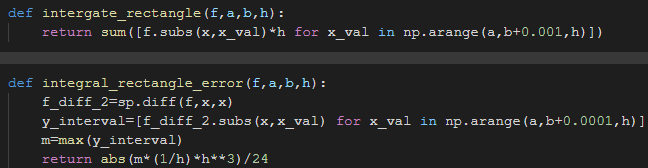 def intergate_rectangle(f,a,b,h):
    return sum([f.subs(x,x_val)*h for x_val in np.arange(a,b+0.001,h)])
def integral_rectangle_error(f,a,b,h):
    f_diff_2=sp.diff(f,x,x)
    y_interval=[f_diff_2.subs(x,x_val) for x_val in np.arange(a,b+0.0001,h)]
    m=max(y_interval)
    return abs(m*(1/h)*h**3)/24